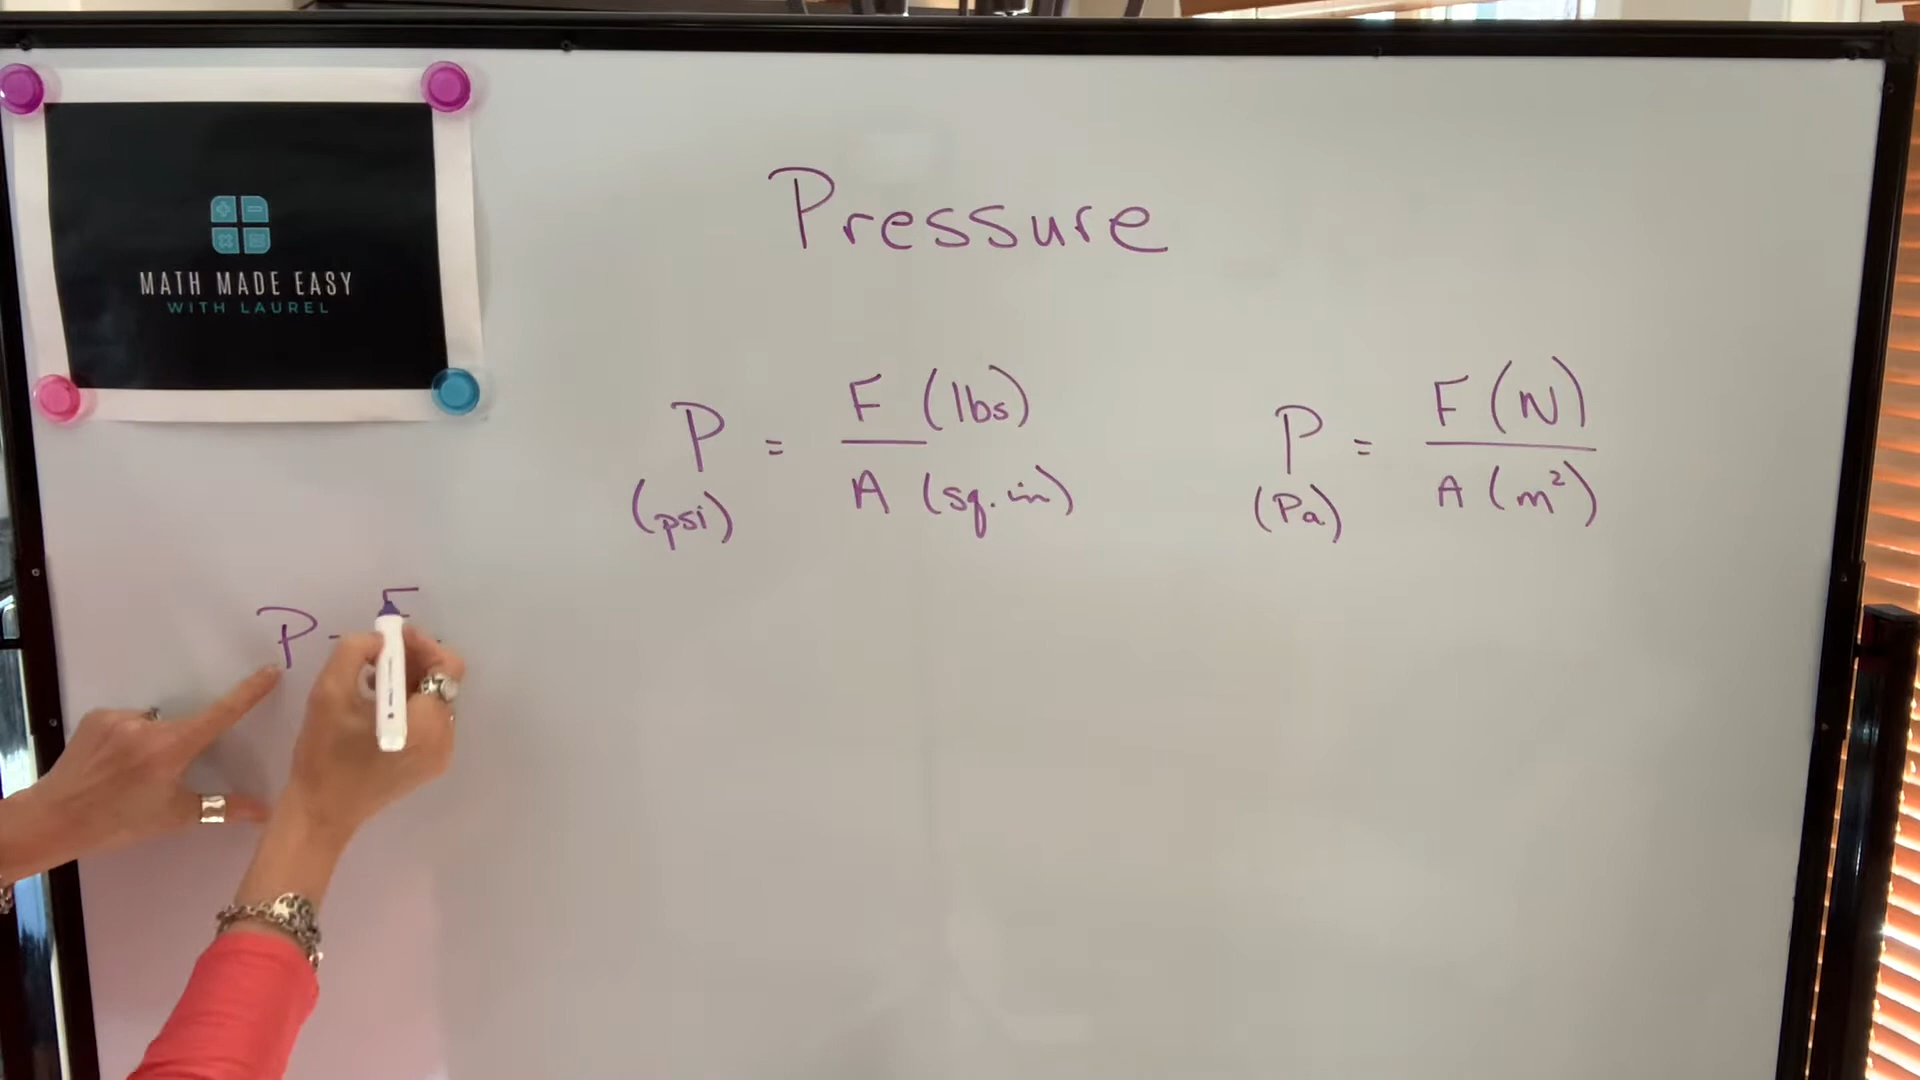 MATH MADE EASY
WITH LAUREL
Pressure
P = F (lbs) / A (sq. in)
(psi)
P = F (N) / A (m²)
(Pa)
P = F